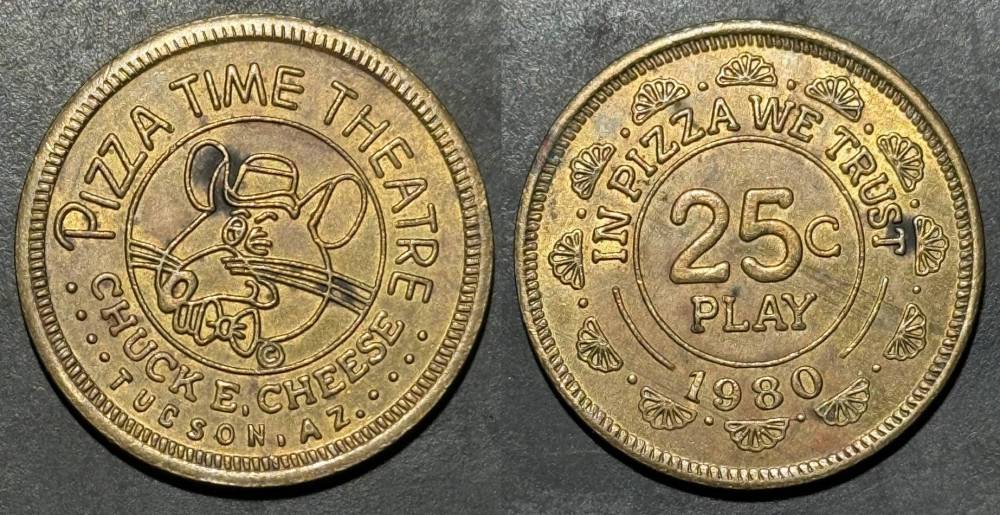 PIZZA TIME THEATRE
©
CHUCK E. CHEESE
TUCSON, AZ.
IN PIZZA WE TRUST
25c
PLAY
1980